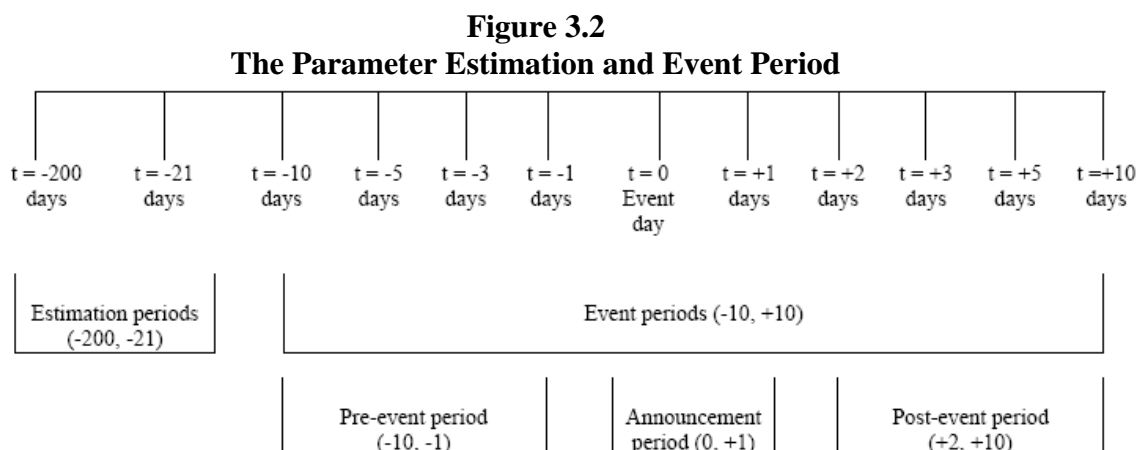 Figure 3.2
The Parameter Estimation and Event Period
t = -200 t = -21 t = -10 t = -5 t = -3 t = -1 t = 0 t = +1 t = +2 t = +3 t = +5 t =+10
days days days days days days Event days days days days days
day
Estimation periods
(-200, -21)
Event periods (-10, +10)
Pre-event period
(-10, -1)
Announcement
period (0, +1)
Post-event period
(+2, +10)